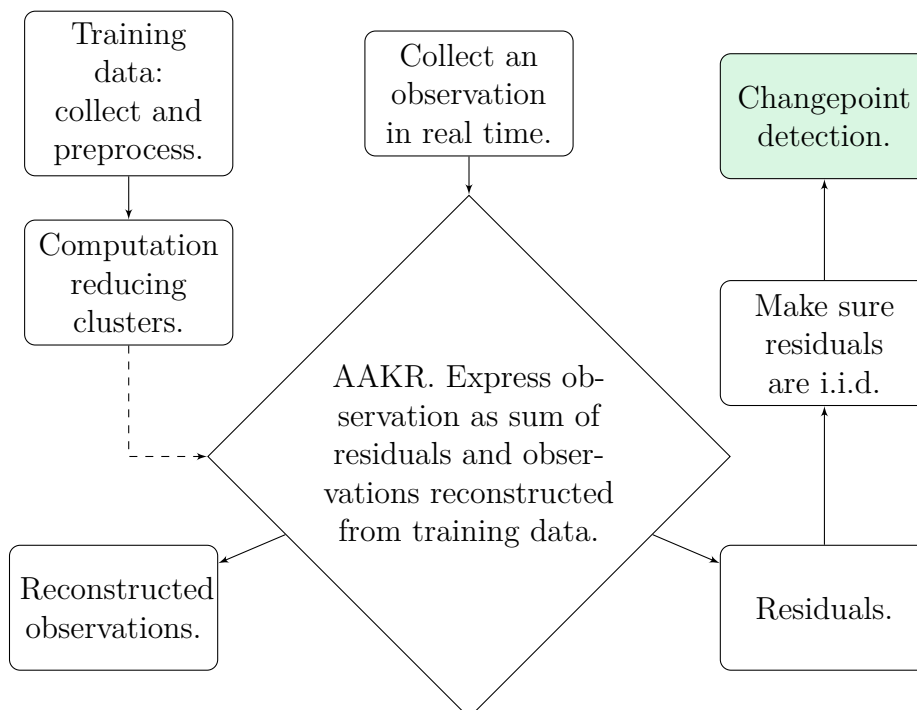 Training
data:
collect and
preprocess.
Collect an
observation
in real time.
Changepoint
detection.
Computation
reducing
clusters.
Make sure
residuals
are i.i.d.
AAKR. Express ob-
servation as sum of
residuals and obser-
vations reconstructed
from training data.
Reconstructed
observations.
Residuals.